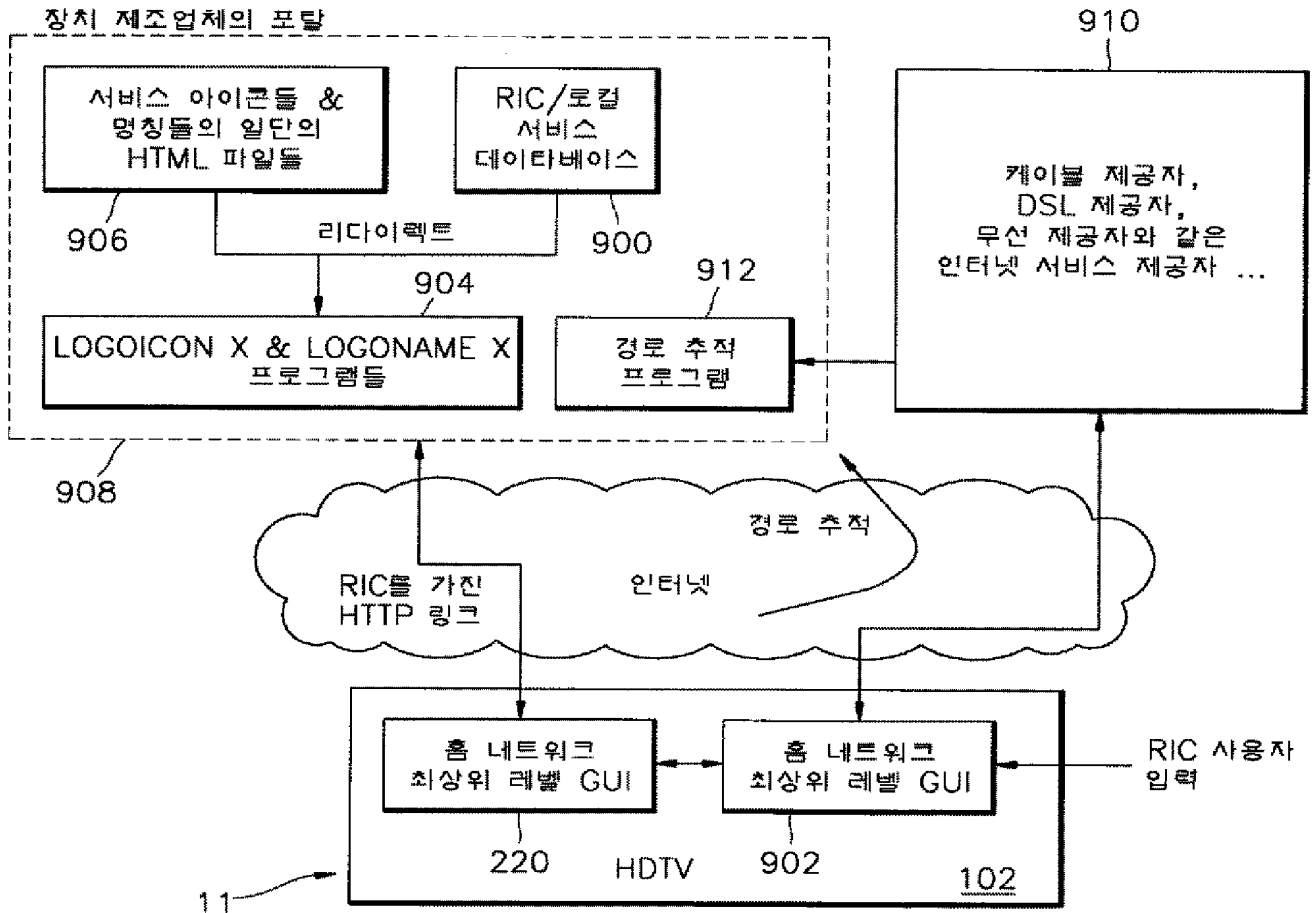 장치 제조업체의 포탈
910
서비스 아이콘들 &
명칭들의 일단의
HTML 파일들
RIC/로컬
서비스
데이타베이스
케이블 제공자,
DSL 제공자,
무선 제공자와 같은
인터넷 서비스 제공자 ...
906
리다이렉트
900
904
912
LOGOICON X & LOGONAME X
프로그램들
경로 추적
프로그램
908
경로 추적
RIC를 가진
HTTP 링크
인터넷
홈 네트워크
최상위 레벨 GUI
홈 네트워크
최상위 레벨 GUI
RIC 사용자
입력
220
HDTV
902
102
11